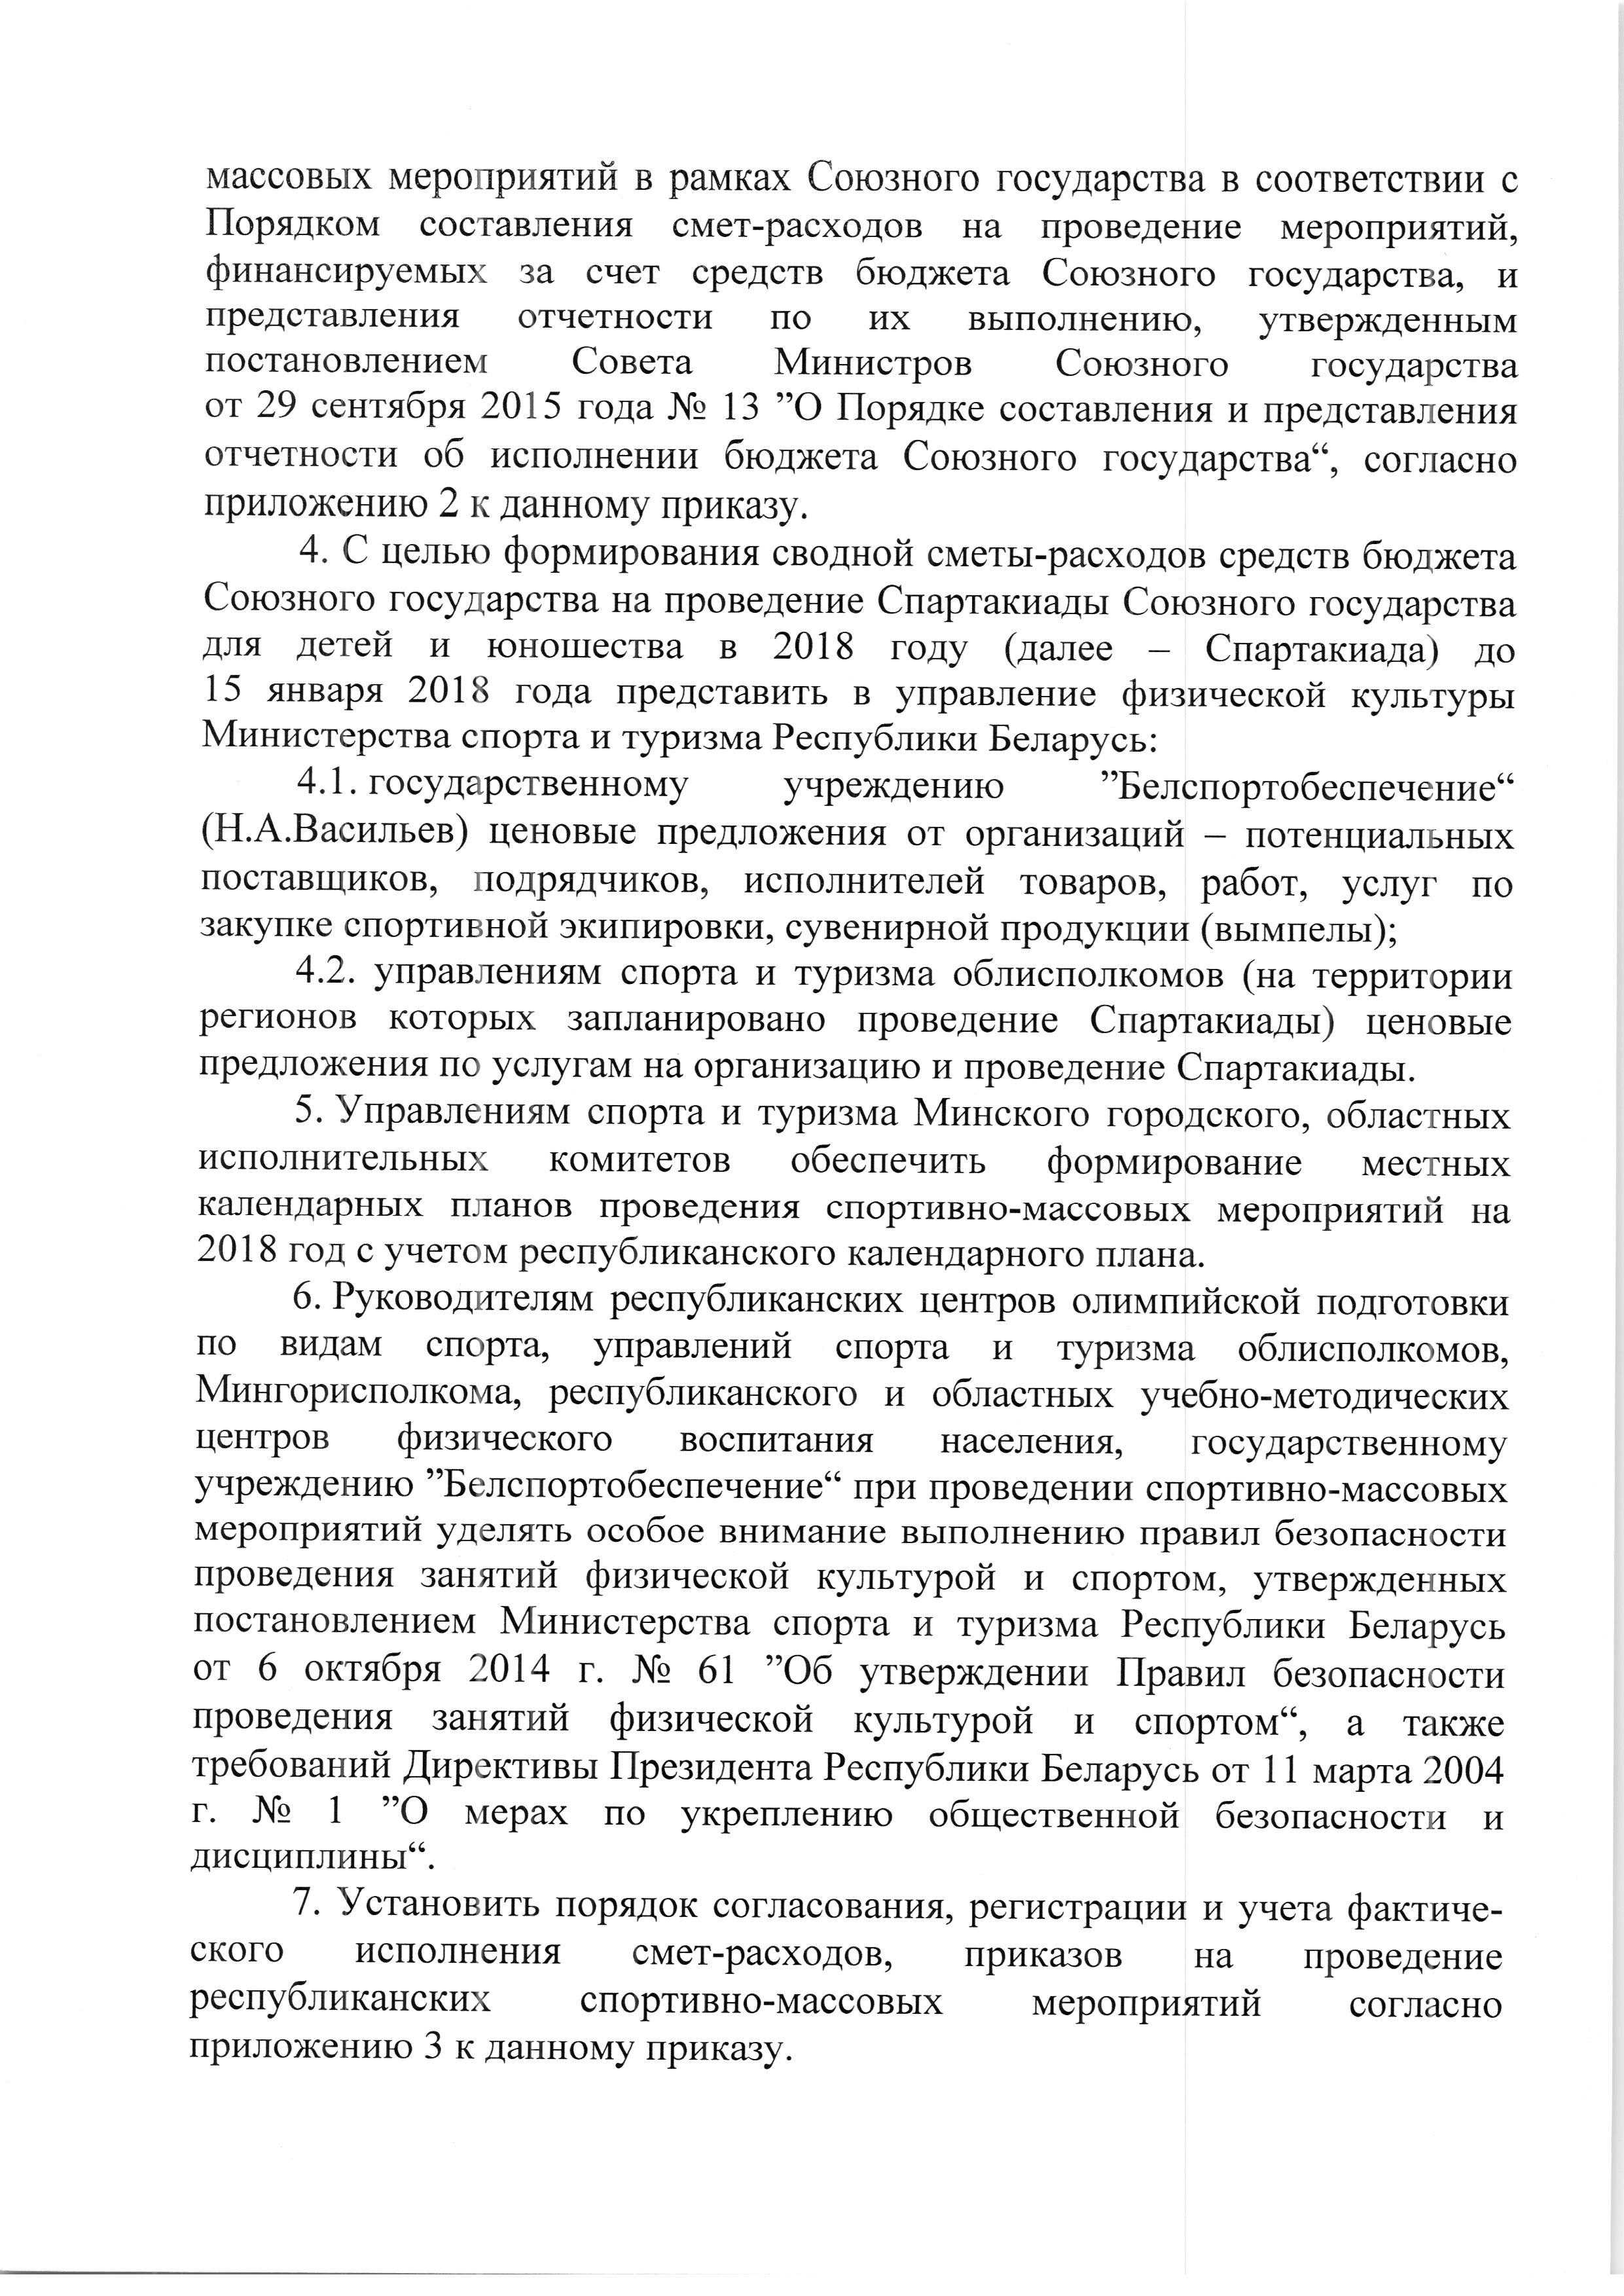 массовых мероприятий в рамках Союзного государства в соответствии с
Порядком составления смет-расходов на проведение мероприятий,
финансируемых за счет средств бюджета Союзного государства, и
представления отчетности по их выполнению, утвержденным
постановлением Совета Министров Союзного государства
от 29 сентября 2015 года № 13 ”О Порядке составления и представления
отчетности об исполнении бюджета Союзного государства“, согласно
приложению 2 к данному приказу.
4. С целью формирования сводной сметы-расходов средств бюджета
Союзного государства на проведение Спартакиады Союзного государства
для детей и юношества в 2018 году (далее – Спартакиада) до
15 января 2018 года представить в управление физической культуры
Министерства спорта и туризма Республики Беларусь:
4.1. государственному учреждению ”Белспортобеспечение“
(Н.А.Васильев) ценовые предложения от организаций – потенциальных
поставщиков, подрядчиков, исполнителей товаров, работ, услуг по
закупке спортивной экипировки, сувенирной продукции (вымпелы);
4.2. управлениям спорта и туризма облисполкомов (на территории
регионов которых запланировано проведение Спартакиады) ценовые
предложения по услугам на организацию и проведение Спартакиады.
5. Управлениям спорта и туризма Минского городского, областных
исполнительных комитетов обеспечить формирование местных
календарных планов проведения спортивно-массовых мероприятий на
2018 год с учетом республиканского календарного плана.
6. Руководителям республиканских центров олимпийской подготовки
по видам спорта, управлений спорта и туризма облисполкомов,
Мингорисполкома, республиканского и областных учебно-методических
центров физического воспитания населения, государственному
учреждению ”Белспортобеспечение“ при проведении спортивно-массовых
мероприятий уделять особое внимание выполнению правил безопасности
проведения занятий физической культурой и спортом, утвержденных
постановлением Министерства спорта и туризма Республики Беларусь
от 6 октября 2014 г. № 61 ”Об утверждении Правил безопасности
проведения занятий физической культурой и спортом“, а также
требований Директивы Президента Республики Беларусь от 11 марта 2004
г. № 1 ”О мерах по укреплению общественной безопасности и
дисциплины“.
7. Установить порядок согласования, регистрации и учета фактиче-
ского исполнения смет-расходов, приказов на проведение
республиканских спортивно-массовых мероприятий согласно
приложению 3 к данному приказу.